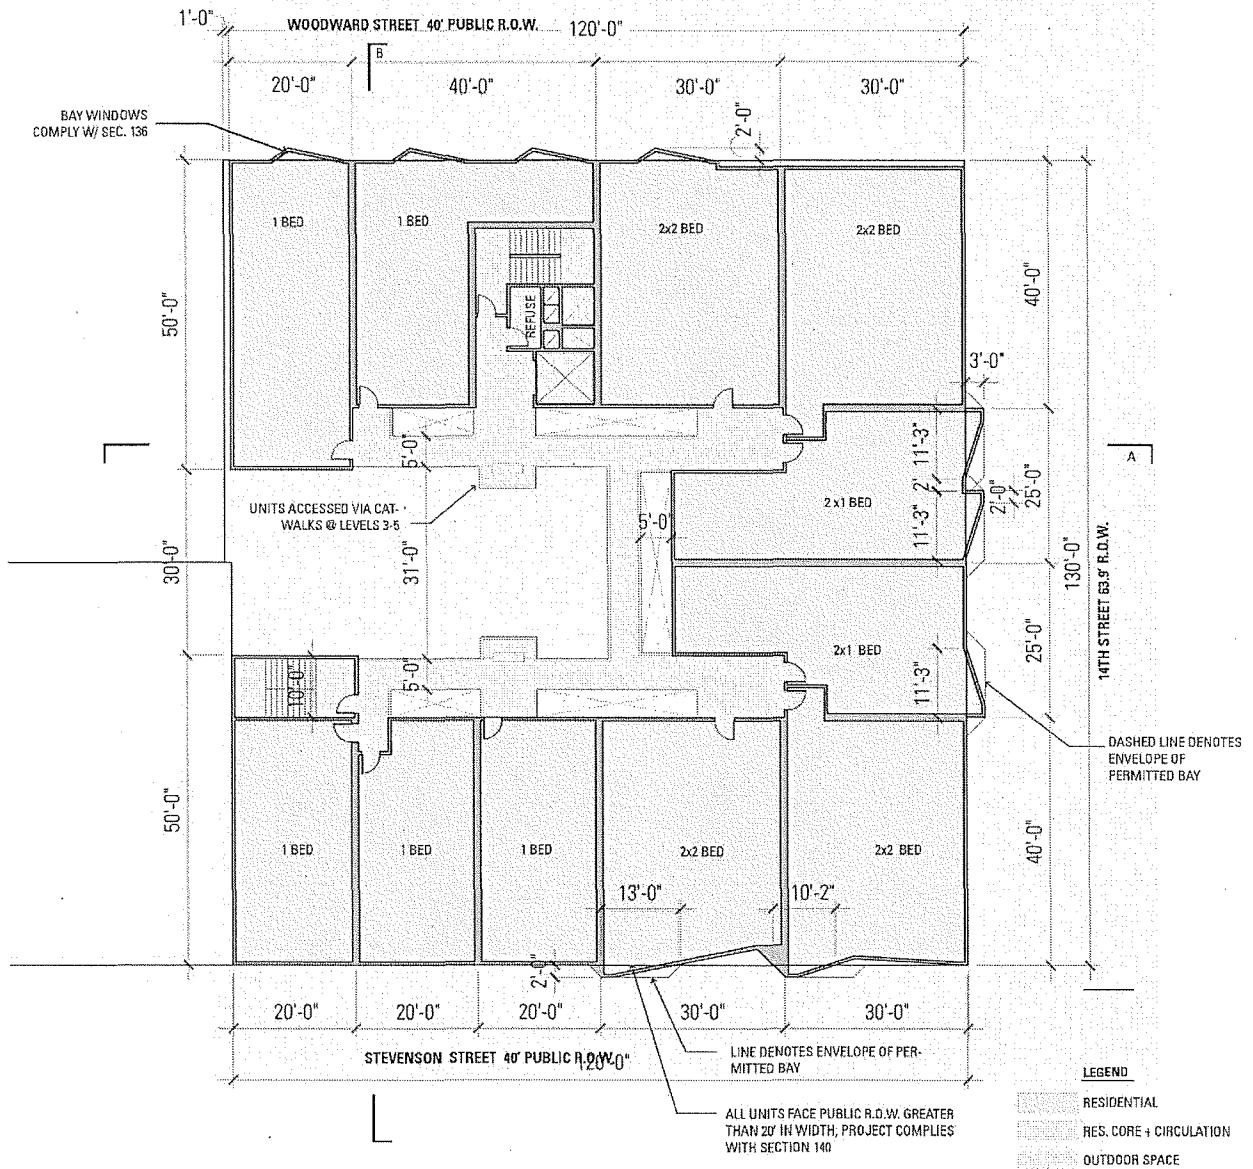 WOODWARD STREET 40' PUBLIC R.O.W.
1'-0"
120'-0"
B
20'-0"
40'-0"
30'-0"
30'-0"
BAY WINDOWS
COMPLY W/ SEC. 136
2'-0"
1 BED
1 BED
2x2 BED
2x2 BED
50'-0"
40'-0"
REFUSE
3'-0"
11'-3"
5'-0"
A
UNITS ACCESSED VIA CAT-
WALKS @ LEVELS 3-5
2 x1 BED
2'
2'-0"
25'-0"
5'-0"
11'-3"
30'-0"
31'-0"
130'-0"
14TH STREET 63.9' R.O.W.
2x1 BED
25'-0"
11'-3"
10'-0"
5'-0"
DASHED LINE DENOTES
ENVELOPE OF
PERMITTED BAY
50'-0"
40'-0"
1 BED
1 BED
1 BED
2x2 BED
2x2 BED
13'-0"
10'-2"
2'-0"
20'-0"
20'-0"
20'-0"
30'-0"
30'-0"
STEVENSON STREET 40' PUBLIC R.O.W.
120'-0"
LINE DENOTES ENVELOPE OF PER-
MITTED BAY
ALL UNITS FACE PUBLIC R.O.W. GREATER
THAN 20' IN WIDTH; PROJECT COMPLIES
WITH SECTION 140
LEGEND
RESIDENTIAL
RES. CORE + CIRCULATION
OUTDOOR SPACE